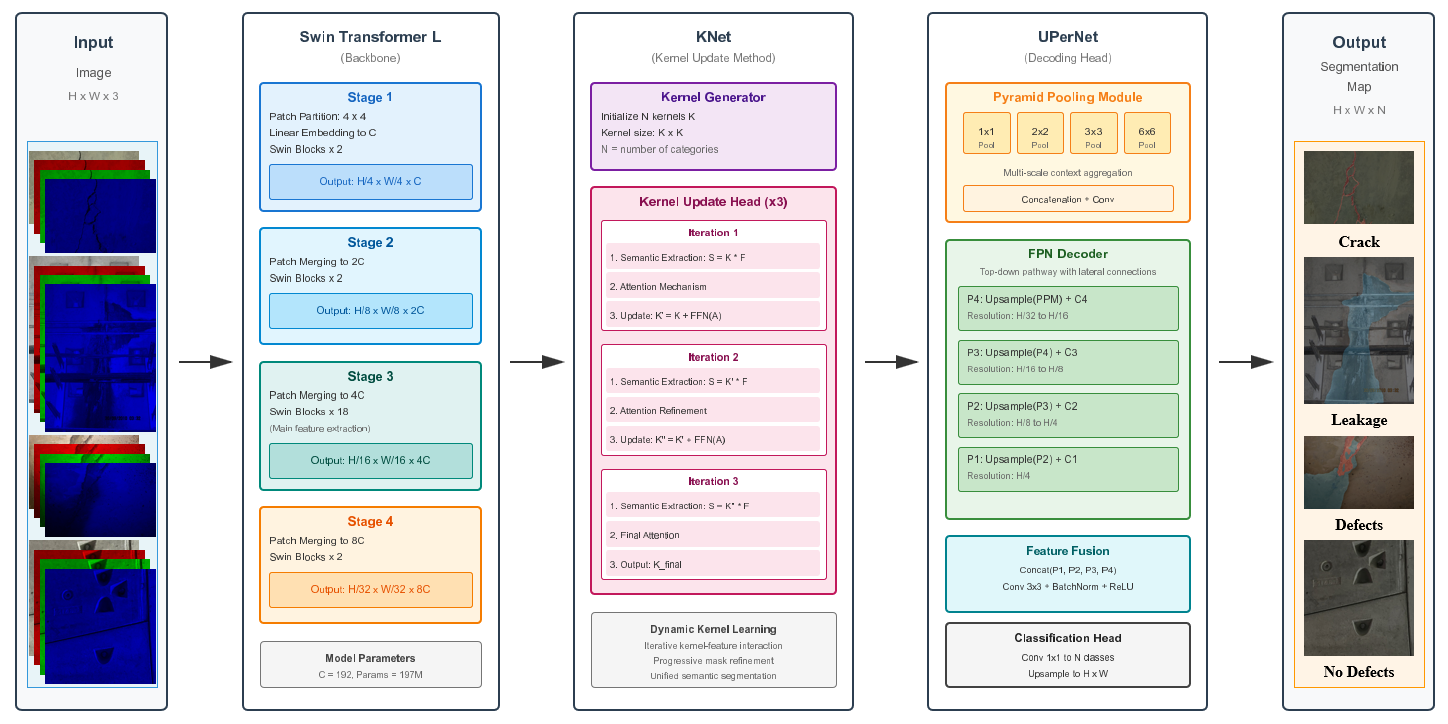 Input
Image
H x W x 3
Swin Transformer L
(Backbone)
Stage 1
Patch Partition: 4 x 4
Linear Embedding to C
Swin Blocks x 2
Output: H/4 x W/4 x C
Stage 2
Patch Merging to 2C
Swin Blocks x 2
Output: H/8 x W/8 x 2C
Stage 3
Patch Merging to 4C
Swin Blocks x 18
(Main feature extraction)
Output: H/16 x W/16 x 4C
Stage 4
Patch Merging to 8C
Swin Blocks x 2
Output: H/32 x W/32 x 8C
Model Parameters
C = 192, Params = 197M
KNet
(Kernel Update Method)
Kernel Generator
Initialize N kernels K
Kernel size: K x K
N = number of categories
Kernel Update Head (x3)
Iteration 1
1. Semantic Extraction: S = K * F
2. Attention Mechanism
3. Update: K' = K + FFN(A)
Iteration 2
1. Semantic Extraction: S = K' * F
2. Attention Refinement
3. Update: K'' = K' + FFN(A)
Iteration 3
1. Semantic Extraction: S = K'' * F
2. Final Attention
3. Output: K_final
Dynamic Kernel Learning
Iterative kernel-feature interaction
Progressive mask refinement
Unified semantic segmentation
UPerNet
(Decoding Head)
Pyramid Pooling Module
1x1
Pool
2x2
Pool
3x3
Pool
6x6
Pool
Multi-scale context aggregation
Concatenation + Conv
FPN Decoder
Top-down pathway with lateral connections
P4: Upsample(PPM) + C4
Resolution: H/32 to H/16
P3: Upsample(P4) + C3
Resolution: H/16 to H/8
P2: Upsample(P3) + C2
Resolution: H/8 to H/4
P1: Upsample(P2) + C1
Resolution: H/4
Feature Fusion
Concat(P1, P2, P3, P4)
Conv 3x3 + BatchNorm + ReLU
Classification Head
Conv 1x1 to N classes
Upsample to H x W
Output
Segmentation
Map
H x W x N
Crack
Leakage
Defects
No Defects